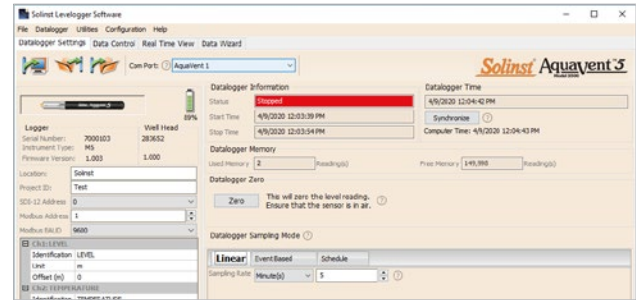 Solinst Levelogger Software
File Datalogger Utilities Configuration Help
Datalogger Settings Data Control Real Time View Data Wizard
Com Port: AquaVent 1
Solinst Aquavent 5
89%
Logger Well Head
Serial Number: 7000103 283652
Instrument Type: M5
Firmware Version: 1.003 1.000
Location: Solinst
Project ID: Test
SDI-12 Address 0
Modbus Address 1
Modbus BAUD 9600
Ch1:LEVEL
Identification LEVEL
Unit m
Offset (m) 0
Ch2: TEMPERATURE
Identification TEMPERATURE
Datalogger Information
Status Stopped
Start Time 4/9/2020 12:03:39 PM
Stop Time 4/9/2020 12:03:54 PM
Datalogger Time
4/9/2020 12:04:42 PM
Synchronize
Computer Time: 4/9/2020 12:04:43 PM
Datalogger Memory
Used Memory 2 Reading(s) Free Memory 149,998 Reading(s)
Datalogger Zero
Zero This will zero the level reading.
Ensure that the sensor is in air.
Datalogger Sampling Mode
Linear Event Based Schedule
Sampling Rate Minute(s) 5